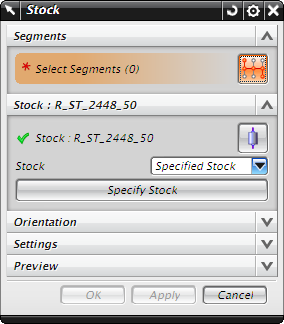 Stock
Segments
* Select Segments (0)
Stock : R_ST_2448_50
Stock : R_ST_2448_50
Stock Specified Stock
Specify Stock
Orientation
Settings
Preview
OK Apply Cancel